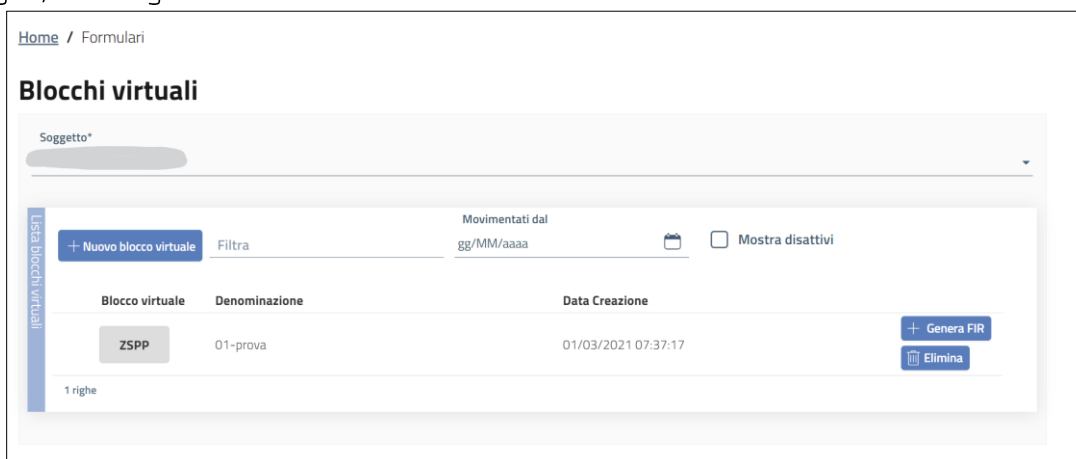 Home / Formulari
Blocchi virtuali
Soggetto*
Lista blocchi virtuali
Movimentati dal
+ Nuovo blocco virtuale Filtra gg/MM/aaaa Mostra disattivi
Blocco virtuale Denominazione Data Creazione
ZSPP 01-prova 01/03/2021 07:37:17
+ Genera FIR
Elimina
1 righe